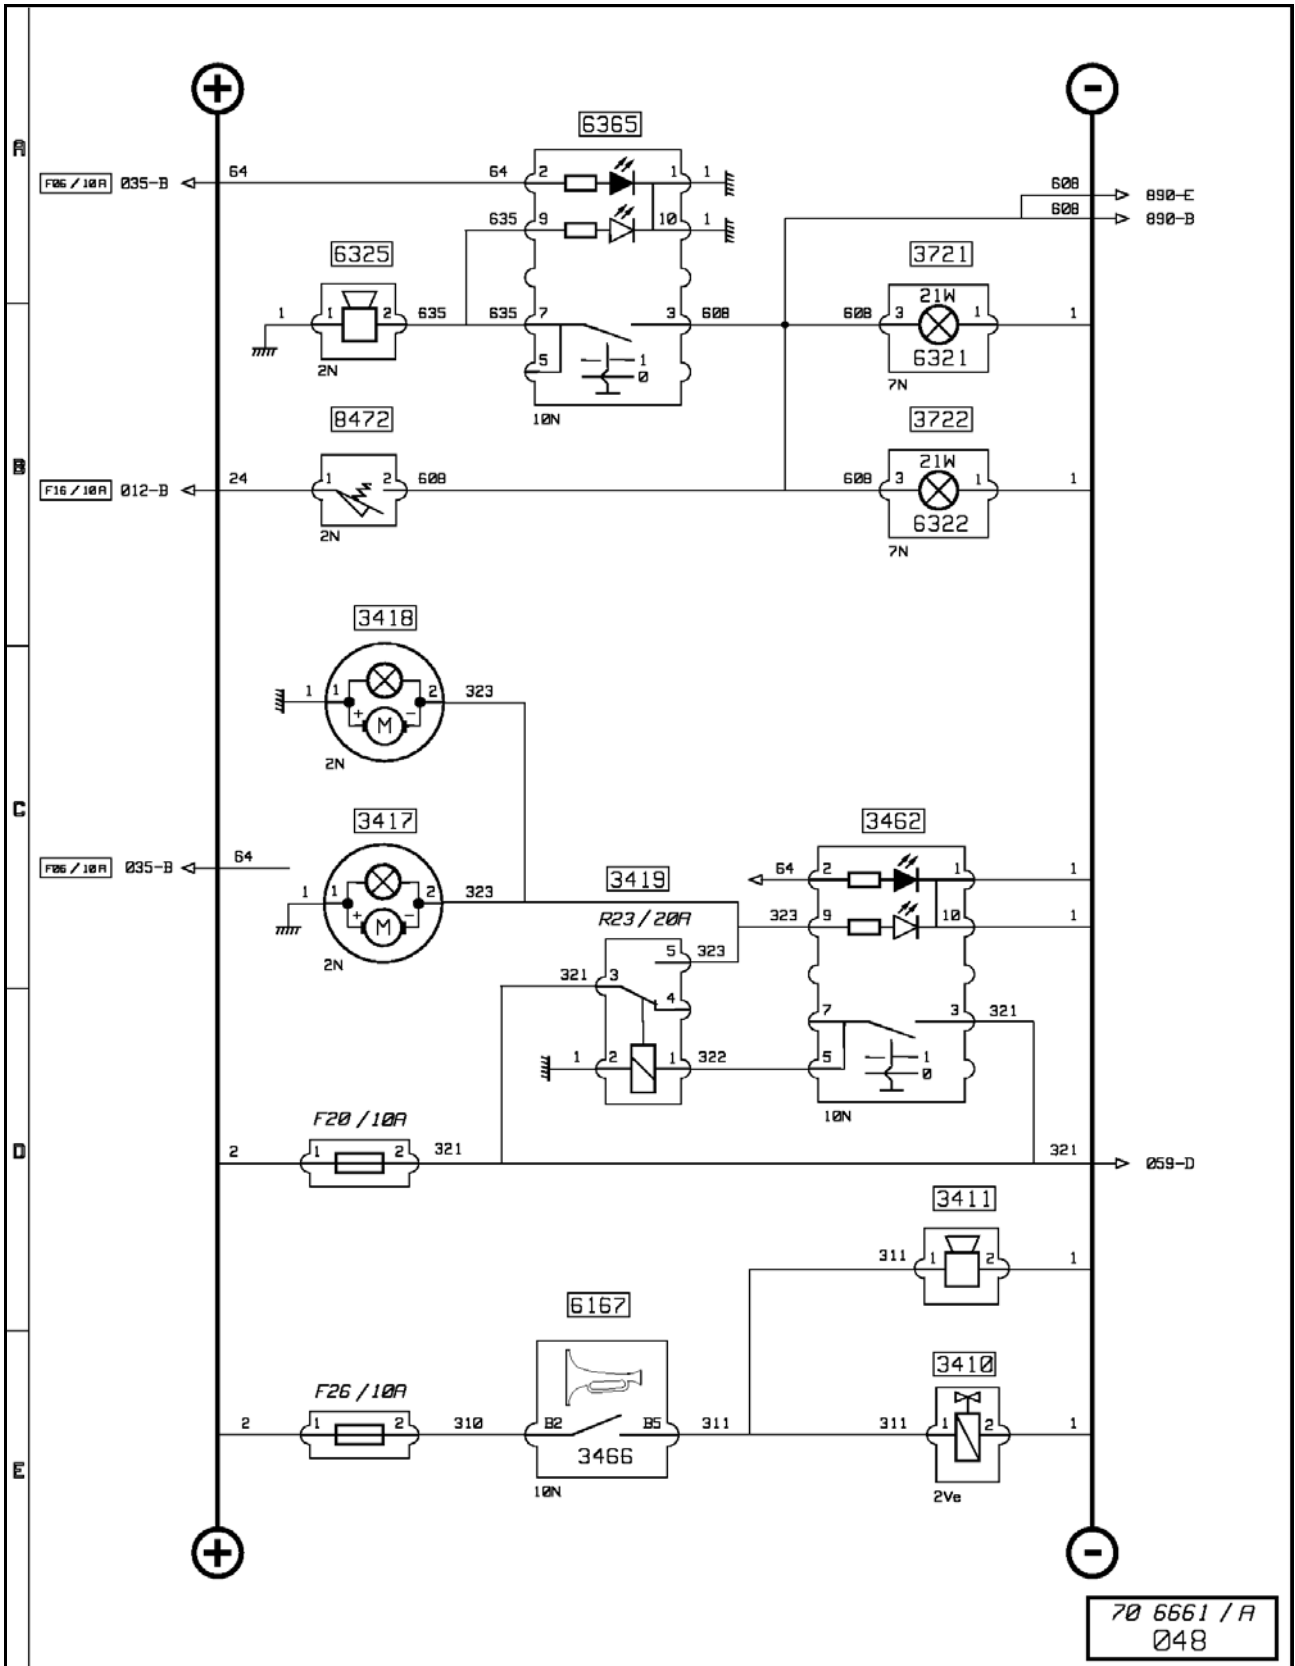 + -
6365
A
F06 / 10A 035-B 64 64 2 1 1
608 890-E
608 890-B
635 9 10 1
6325 3721
21W
1 1 2 635 635 7 3 608 608 3 1 1
6321
5 1
0
2N 7N
10N
8472 3722
B
21W
F16 / 10A 012-B 24 1 2 608 608 3 1 1
6322
2N 7N
3418
1 1 2 323
+ -
M
2N
C
3417 3462
F06 / 10A 035-B 64
64 2 1 1
3419
1 1 2 323
R23 / 20A
323 9 10 1
+ -
M
2N
5 323
321 3
4
7 3 321
1 2 1 322 5 1
0
10N
F20 / 10A
D
2 1 2 321 321 059-D
3411
311 1 2 1
6167
3410
F26 / 10A
2 1 2 310 B2 B5 311 311 1 2 1
3466
E
10N 2Ve
+ -
70 6661 / A
048